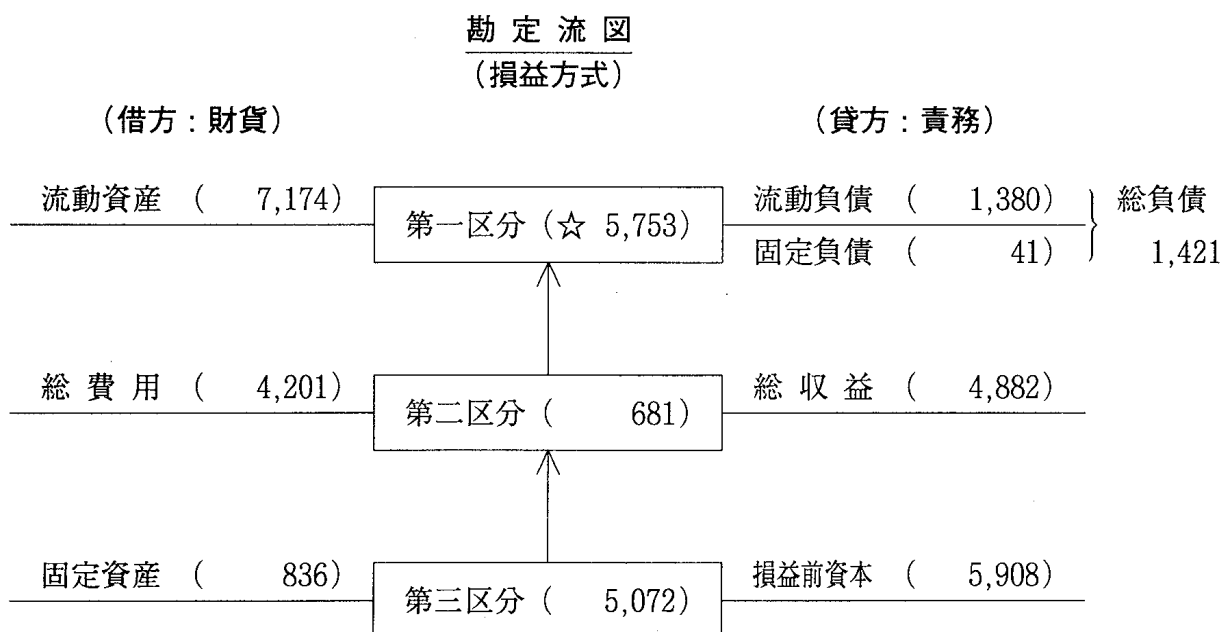 勘定流図
(損益方式)
(借方:財貨) (貸方:責務)
流動資産 ( 7,174) 第一区分 (☆ 5,753) 流動負債 ( 1,380) 総負債
固定負債 ( 41) 1,421
総費用 ( 4,201) 第二区分 ( 681) 総収益 ( 4,882)
固定資産 ( 836) 第三区分 ( 5,072) 損益前資本 ( 5,908)